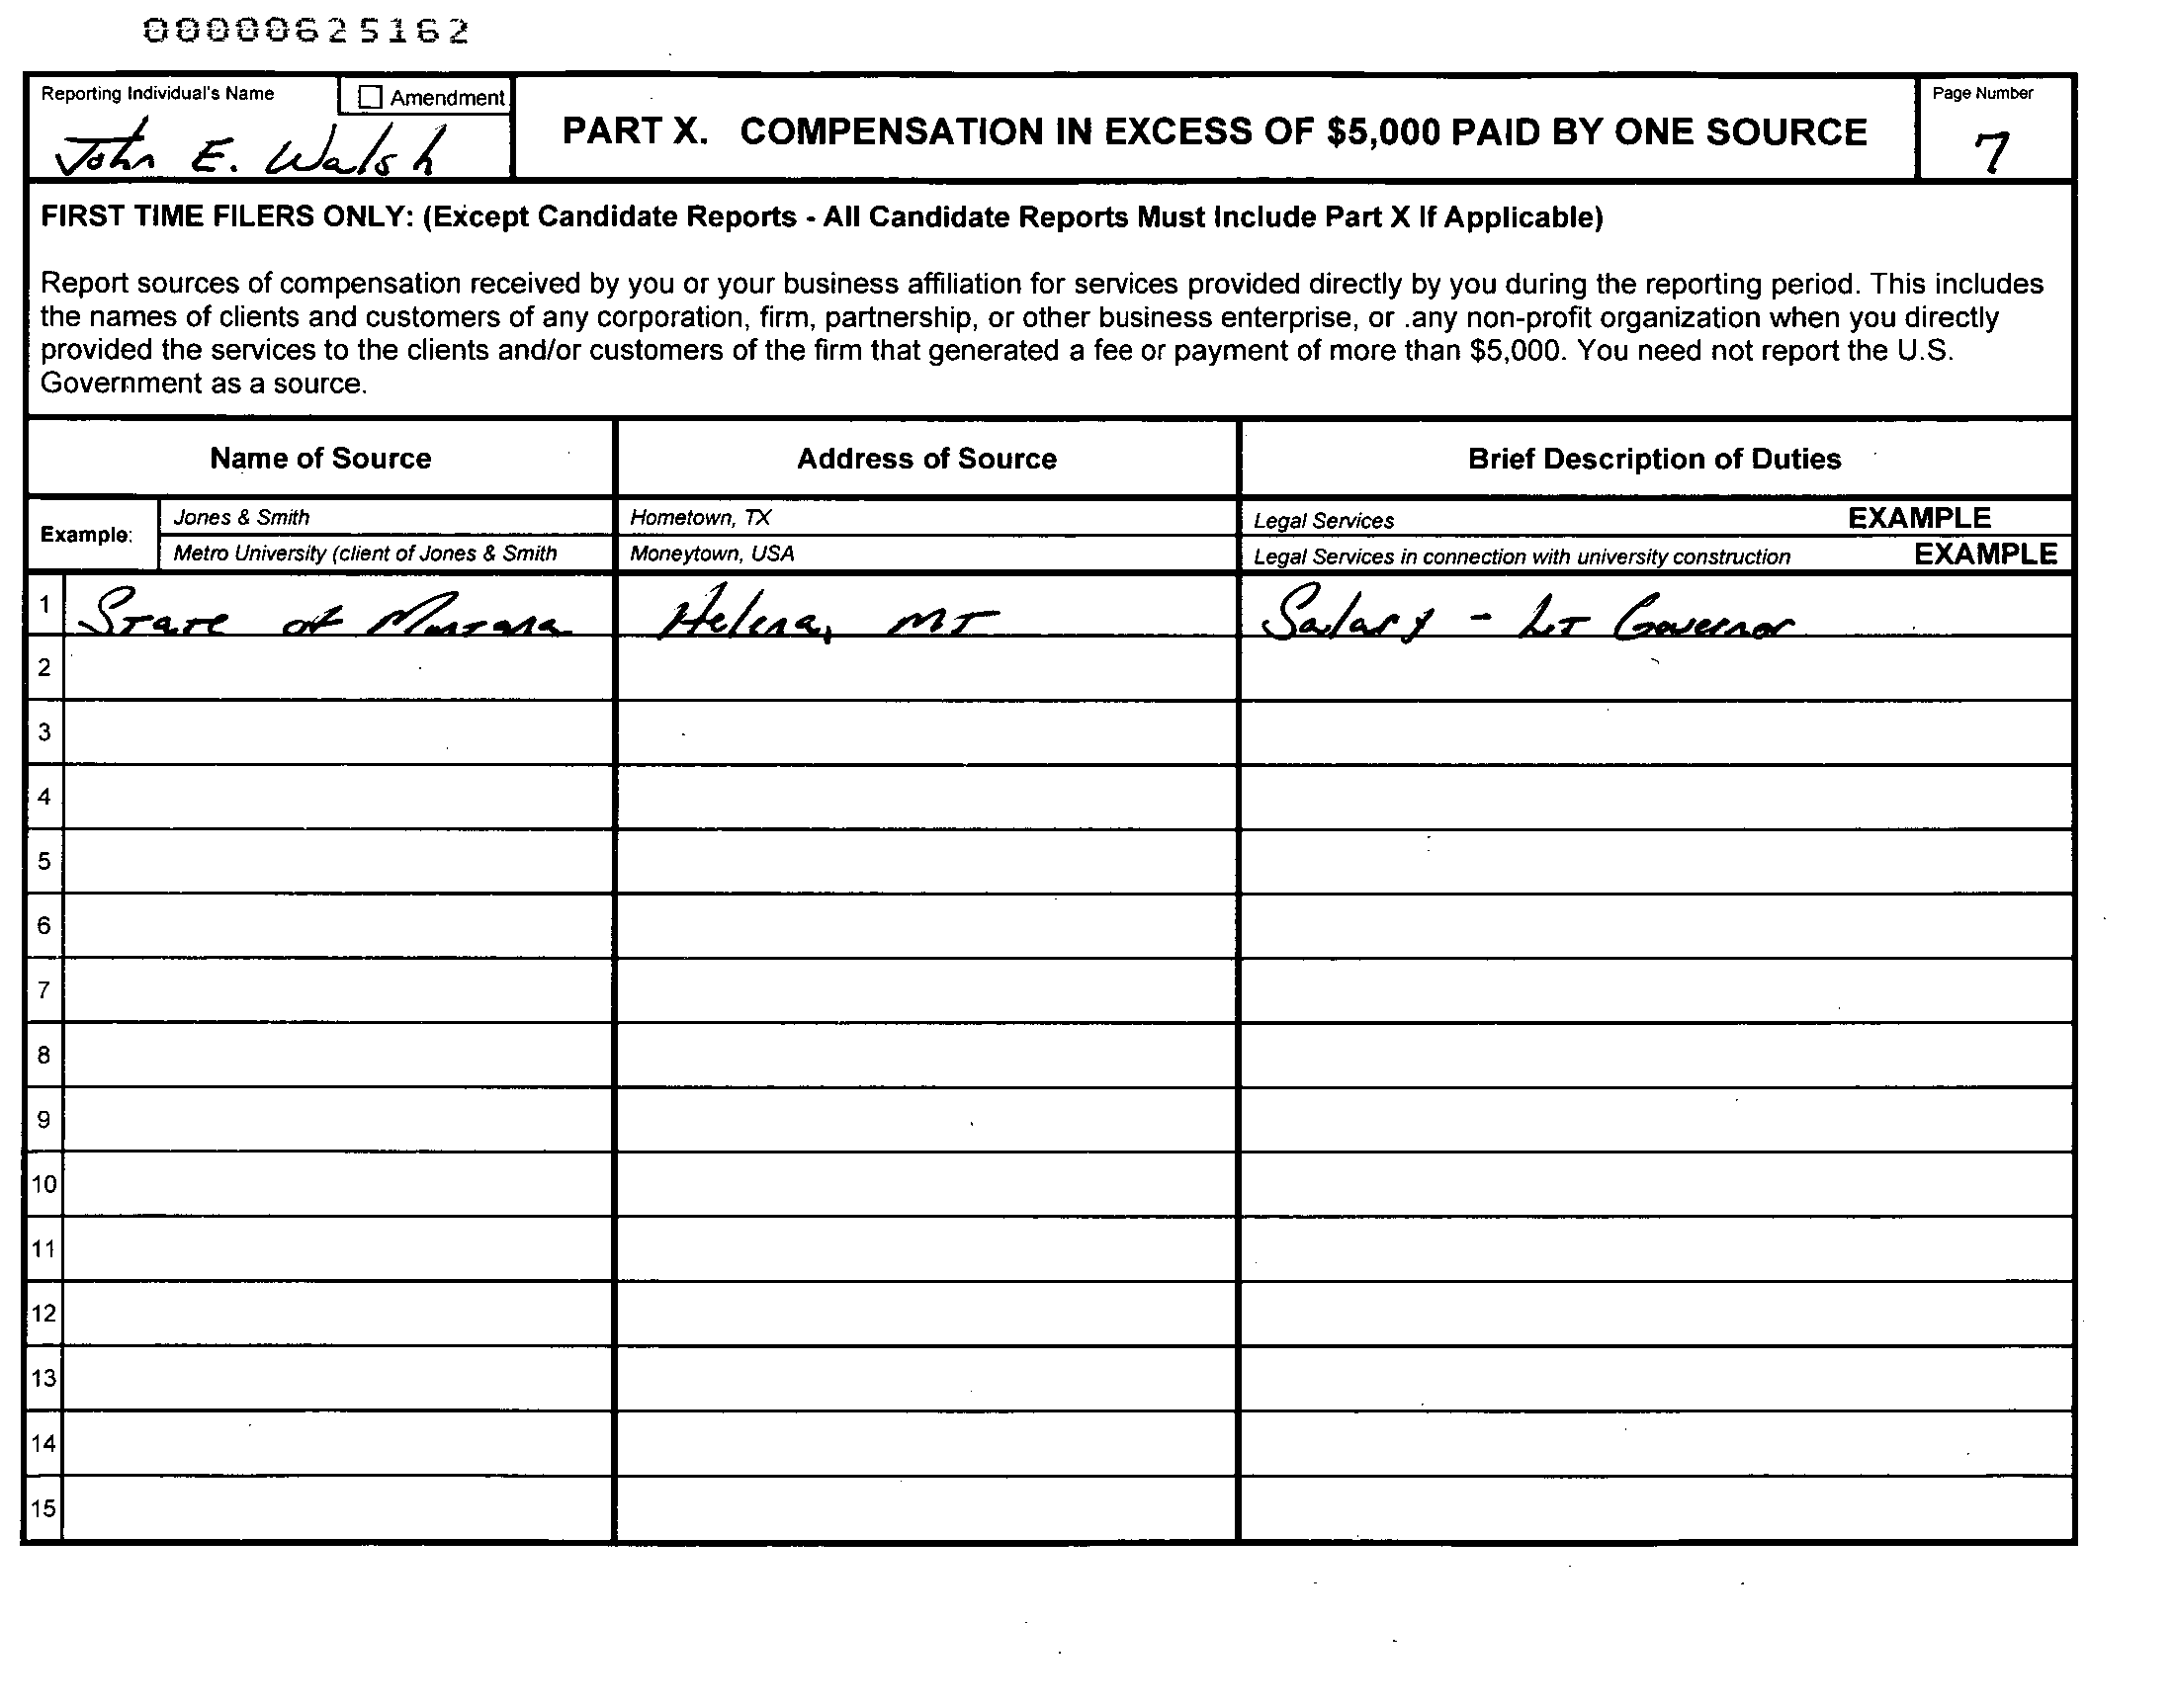 00000625162
Reporting Individual's Name
☐ Amendment
John E. Walsh
PART X. COMPENSATION IN EXCESS OF $5,000 PAID BY ONE SOURCE
Page Number
7
FIRST TIME FILERS ONLY: (Except Candidate Reports - All Candidate Reports Must Include Part X If Applicable)
Report sources of compensation received by you or your business affiliation for services provided directly by you during the reporting period. This includes
the names of clients and customers of any corporation, firm, partnership, or other business enterprise, or .any non-profit organization when you directly
provided the services to the clients and/or customers of the firm that generated a fee or payment of more than $5,000. You need not report the U.S.
Government as a source.
Name of Source Address of Source Brief Description of Duties
Example:
Jones & Smith Hometown, TX Legal Services EXAMPLE
Metro University (client of Jones & Smith Moneytown, USA Legal Services in connection with university construction EXAMPLE
1 State of Montana Helena, MT Salary - Lt Governor
2
3
4
5
6
7
8
9
10
11
12
13
14
15